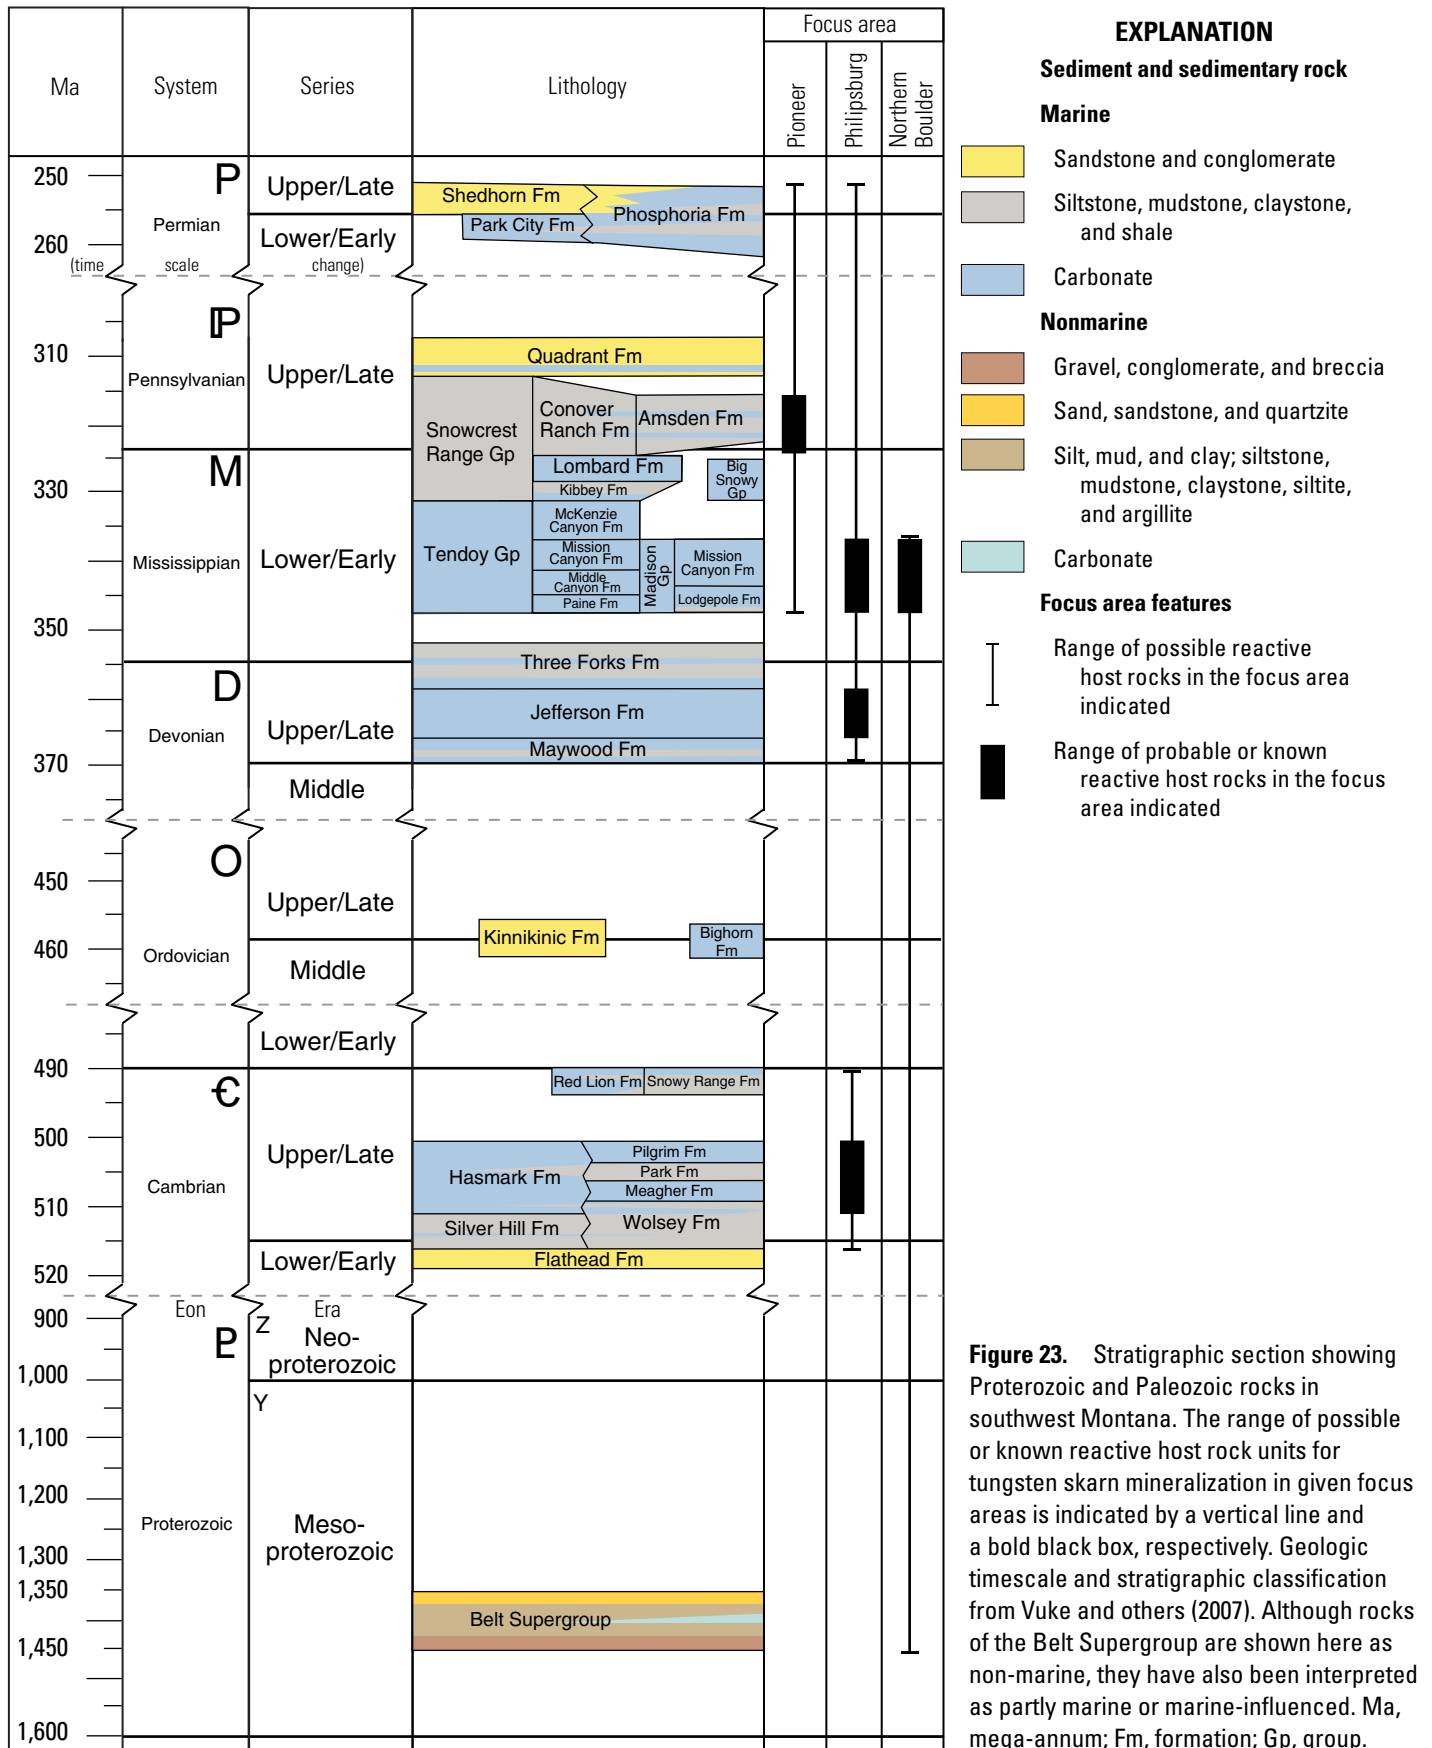 Focus area
Ma
System
Series
Lithology
Pioneer
Philipsburg
Northern
Boulder
250
260
(time
scale
change)
310
330
350
370
450
460
490
500
510
520
900
1,000
1,100
1,200
1,300
1,350
1,450
1,600
P
Permian
ℙ
Pennsylvanian
M
Mississippian
D
Devonian
O
Ordovician
Є
Cambrian
Eon
Era
Proterozoic
Upper/Late
Lower/Early
Upper/Late
Lower/Early
Upper/Late
Middle
Upper/Late
Middle
Lower/Early
Upper/Late
Lower/Early
Z
Neo-
proterozoic
Y
Meso-
proterozoic
Shedhorn Fm
Park City Fm
Phosphoria Fm
Quadrant Fm
Snowcrest
Range Gp
Conover
Ranch Fm
Amsden Fm
Lombard Fm
Kibbey Fm
Big
Snowy
Gp
Tendoy Gp
McKenzie
Canyon Fm
Mission
Canyon Fm
Middle
Canyon Fm
Paine Fm
Madison
Gp
Mission
Canyon Fm
Lodgepole Fm
Three Forks Fm
Jefferson Fm
Maywood Fm
Kinnikinic Fm
Bighorn
Fm
Red Lion Fm
Snowy Range Fm
Hasmark Fm
Pilgrim Fm
Park Fm
Meagher Fm
Silver Hill Fm
Wolsey Fm
Flathead Fm
Belt Supergroup
EXPLANATION
Sediment and sedimentary rock
Marine
Sandstone and conglomerate
Siltstone, mudstone, claystone,
and shale
Carbonate
Nonmarine
Gravel, conglomerate, and breccia
Sand, sandstone, and quartzite
Silt, mud, and clay; siltstone,
mudstone, claystone, siltite,
and argillite
Carbonate
Focus area features
Range of possible reactive
host rocks in the focus area
indicated
Range of probable or known
reactive host rocks in the focus
area indicated
Figure 23. Stratigraphic section showing
Proterozoic and Paleozoic rocks in
southwest Montana. The range of possible
or known reactive host rock units for
tungsten skarn mineralization in given focus
areas is indicated by a vertical line and
a bold black box, respectively. Geologic
timescale and stratigraphic classification
from Vuke and others (2007). Although rocks
of the Belt Supergroup are shown here as
non-marine, they have also been interpreted
as partly marine or marine-influenced. Ma,
mega-annum; Fm, formation; Gp, group.